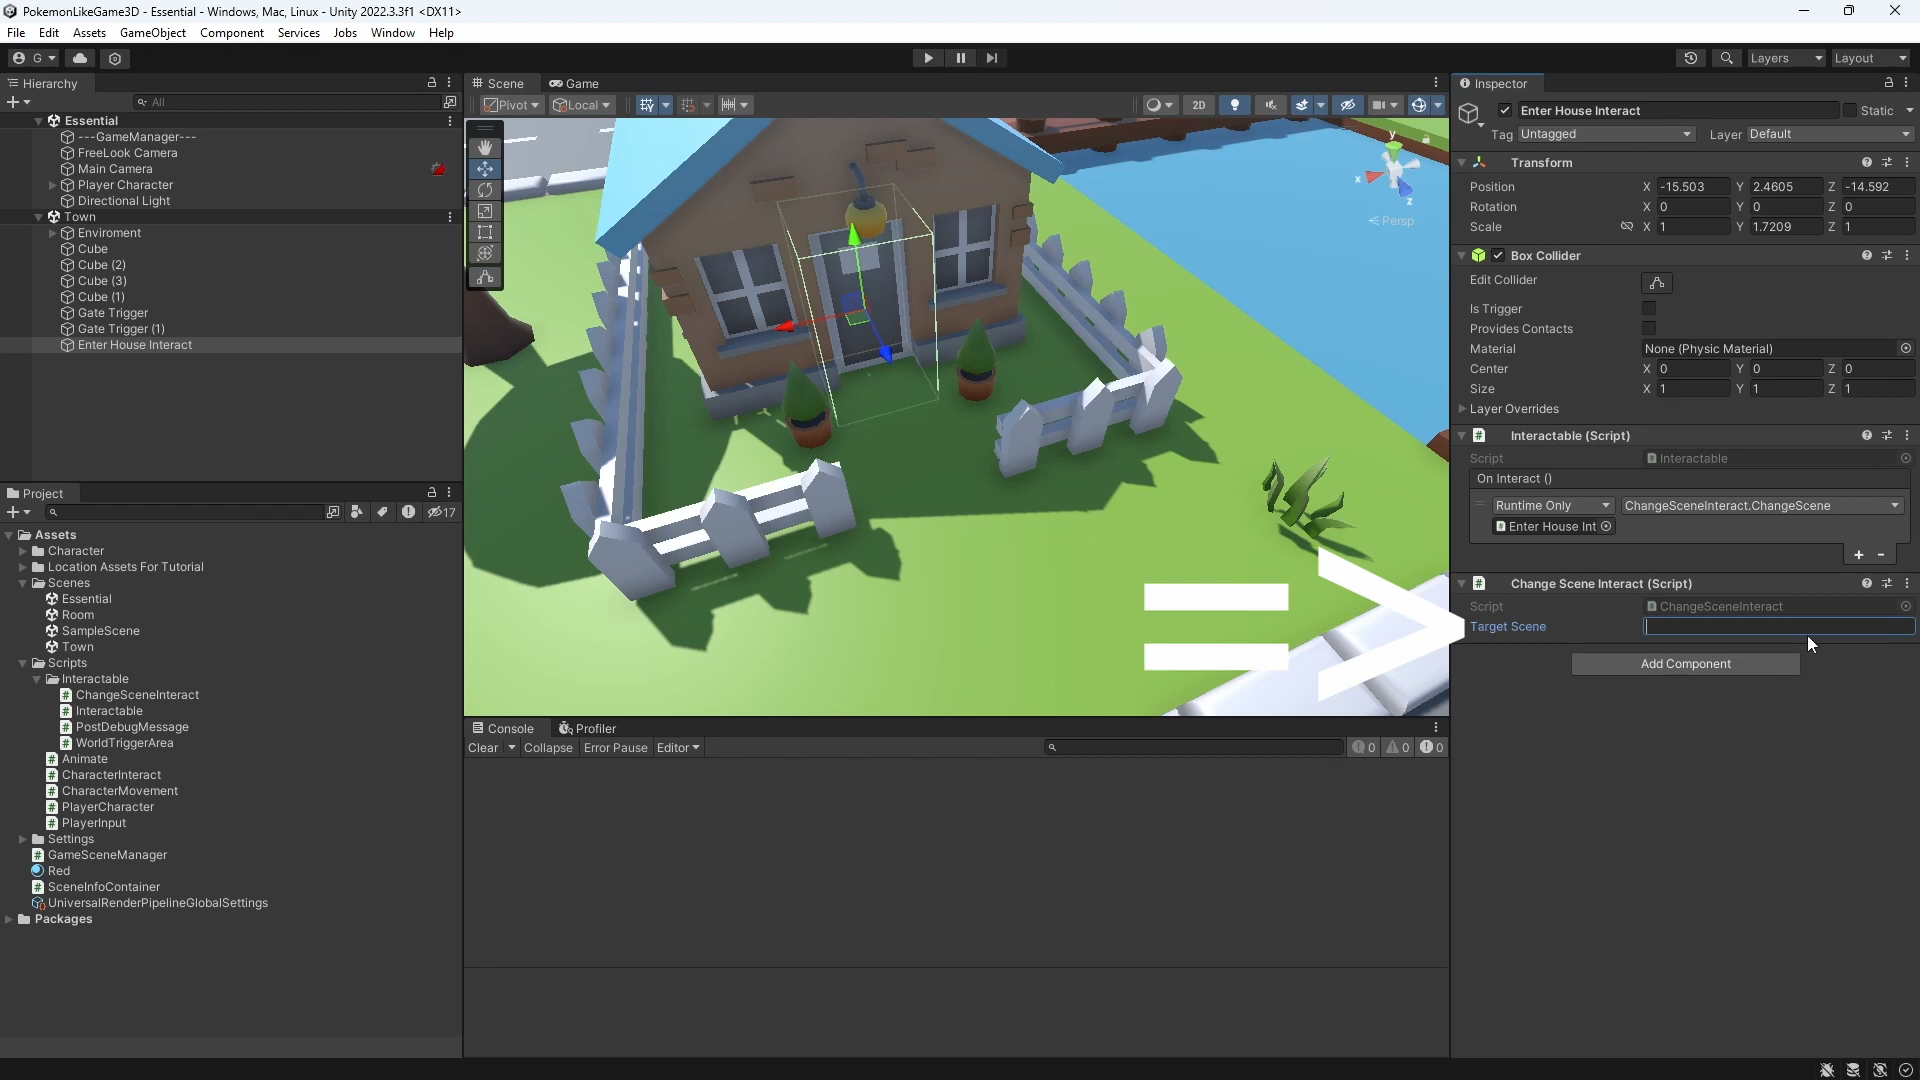 PokemonLikeGame3D - Essential - Windows, Mac, Linux - Unity 2022.3.3f1 <DX11>
File Edit Assets GameObject Component Services Jobs Window Help
G
Layers
Layout
Hierarchy
All
Essential
---GameManager---
FreeLook Camera
Main Camera
Player Character
Directional Light
Town
Enviroment
Cube
Cube (2)
Cube (3)
Cube (1)
Gate Trigger
Gate Trigger (1)
Enter House Interact
Project
17
Assets
Character
Location Assets For Tutorial
Scenes
Essential
Room
SampleScene
Town
Scripts
Interactable
ChangeSceneInteract
Interactable
PostDebugMessage
WorldTriggerArea
Animate
CharacterInteract
CharacterMovement
PlayerCharacter
PlayerInput
Settings
GameSceneManager
Red
SceneInfoContainer
UniversalRenderPipelineGlobalSettings
Packages
Scene Game
Pivot Local
2D
y
x
z
Persp
=>
Console Profiler
Clear Collapse Error Pause Editor
0 0 0
Inspector
Enter House Interact Static
Tag Untagged Layer Default
Transform
Position X -15.503 Y 2.4605 Z -14.592
Rotation X 0 Y 0 Z 0
Scale X 1 Y 1.7209 Z 1
Box Collider
Edit Collider
Is Trigger
Provides Contacts
Material None (Physic Material)
Center X 0 Y 0 Z 0
Size X 1 Y 1 Z 1
Layer Overrides
Interactable (Script)
Script Interactable
On Interact ()
Runtime Only ChangeSceneInteract.ChangeScene
Enter House Int
+ -
Change Scene Interact (Script)
Script ChangeSceneInteract
Target Scene
Add Component